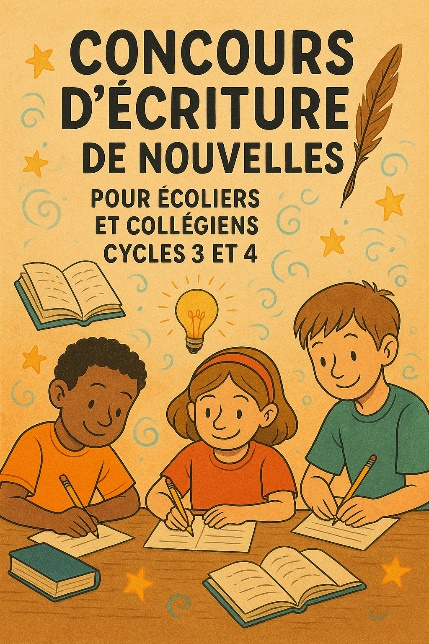 CONCOURS
D'ÉCRITURE
DE NOUVELLES
POUR ÉCOLIERS
ET COLLÉGIENS
CYCLES 3 ET 4